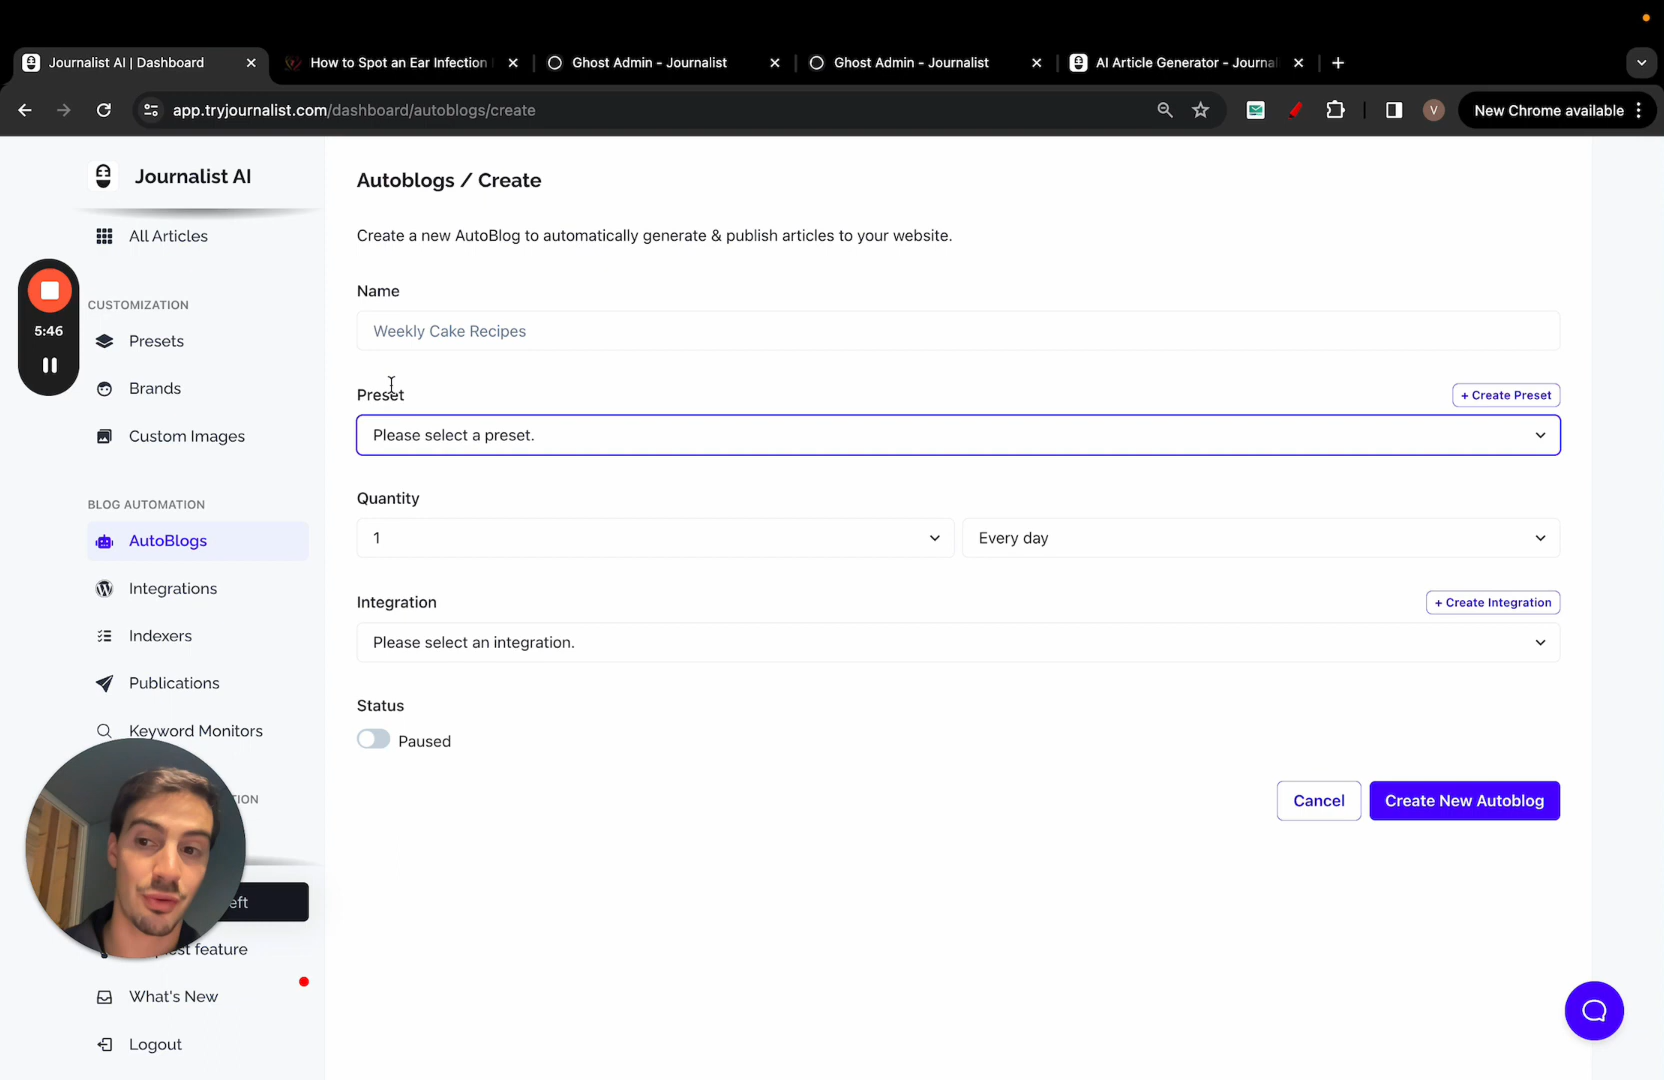 Journalist AI | Dashboard
How to Spot an Ear Infection
Ghost Admin - Journalist
Ghost Admin - Journalist
AI Article Generator - Journal
app.tryjournalist.com/dashboard/autoblogs/create
V
New Chrome available
Journalist AI
All Articles
CUSTOMIZATION
Presets
Brands
Custom Images
BLOG AUTOMATION
AutoBlogs
Integrations
Indexers
Publications
Keyword Monitors
What's New
Logout
5:46
Autoblogs / Create
Create a new AutoBlog to automatically generate & publish articles to your website.
Name
Weekly Cake Recipes
Preset
+ Create Preset
Please select a preset.
Quantity
1
Every day
Integration
+ Create Integration
Please select an integration.
Status
Paused
Cancel
Create New Autoblog
feature